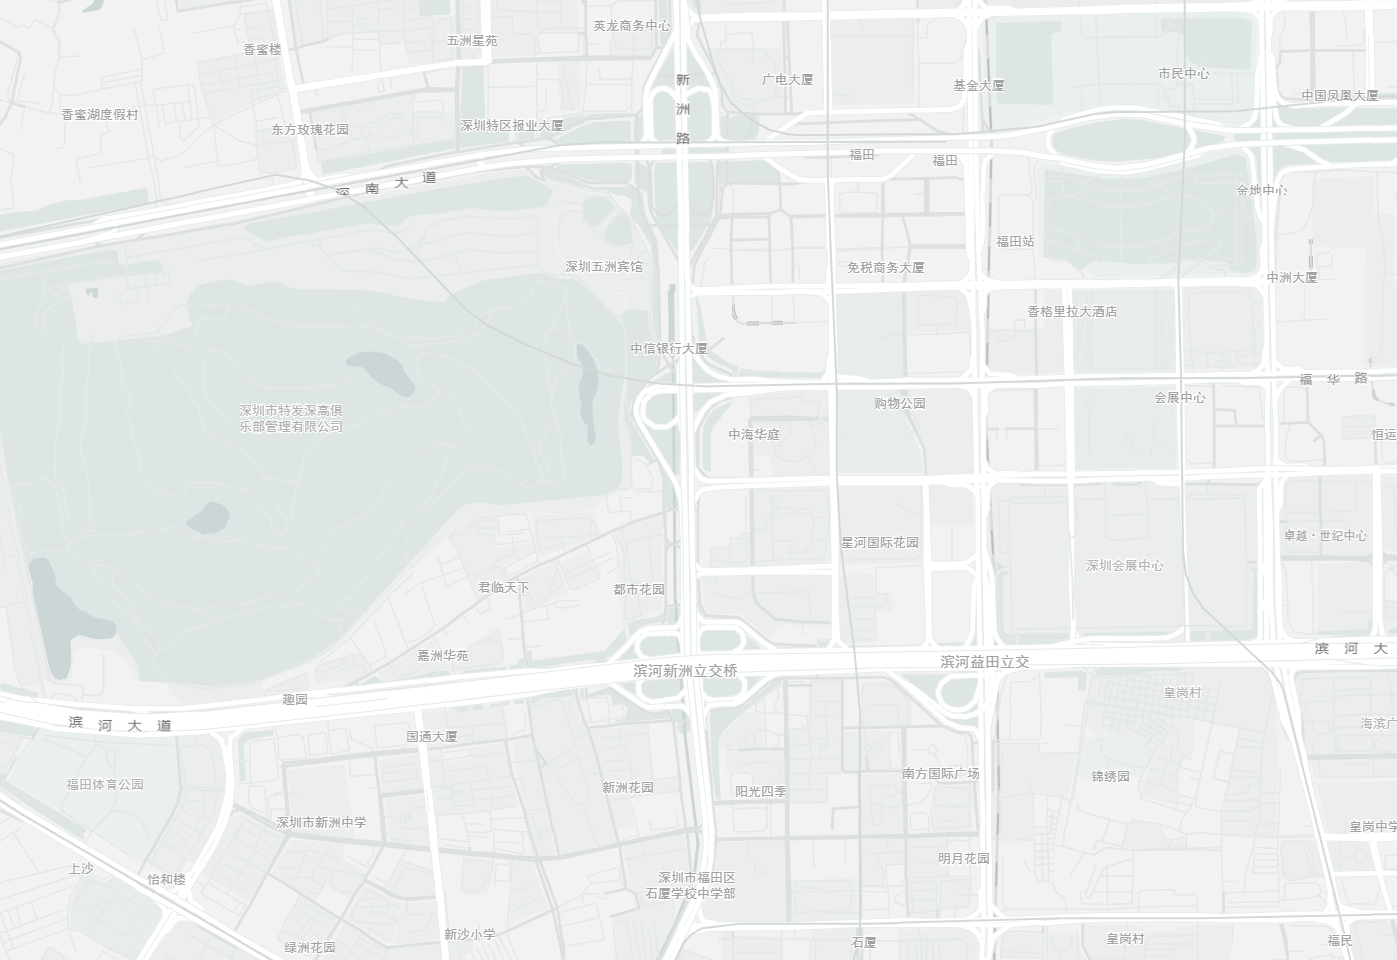 英龙商务中心
五洲星苑
香蜜楼
新洲路
广电大厦
基金大厦
市民中心
中国凤凰大厦
香蜜湖度假村
东方玫瑰花园
深圳特区报业大厦
福田
福田
深南大道
金地中心
福田站
深圳五洲宾馆
免税商务大厦
中洲大厦
香格里拉大酒店
中信银行大厦
福华路
会展中心
购物公园
深圳市特发深高俱
乐部管理有限公司
中海华庭
恒运
星河国际花园
卓越·世纪中心
深圳会展中心
君临天下
都市花园
嘉洲华苑
滨河新洲立交桥
滨河益田立交
滨河大
趣园
皇岗村
滨河大道
国通大厦
海滨广
福田体育公园
新洲花园
阳光四季
南方国际广场
锦绣园
深圳市新洲中学
皇岗中学
明月花园
上沙
怡和楼
深圳市福田区
石厦学校中学部
新沙小学
绿洲花园
石厦
皇岗村
福民